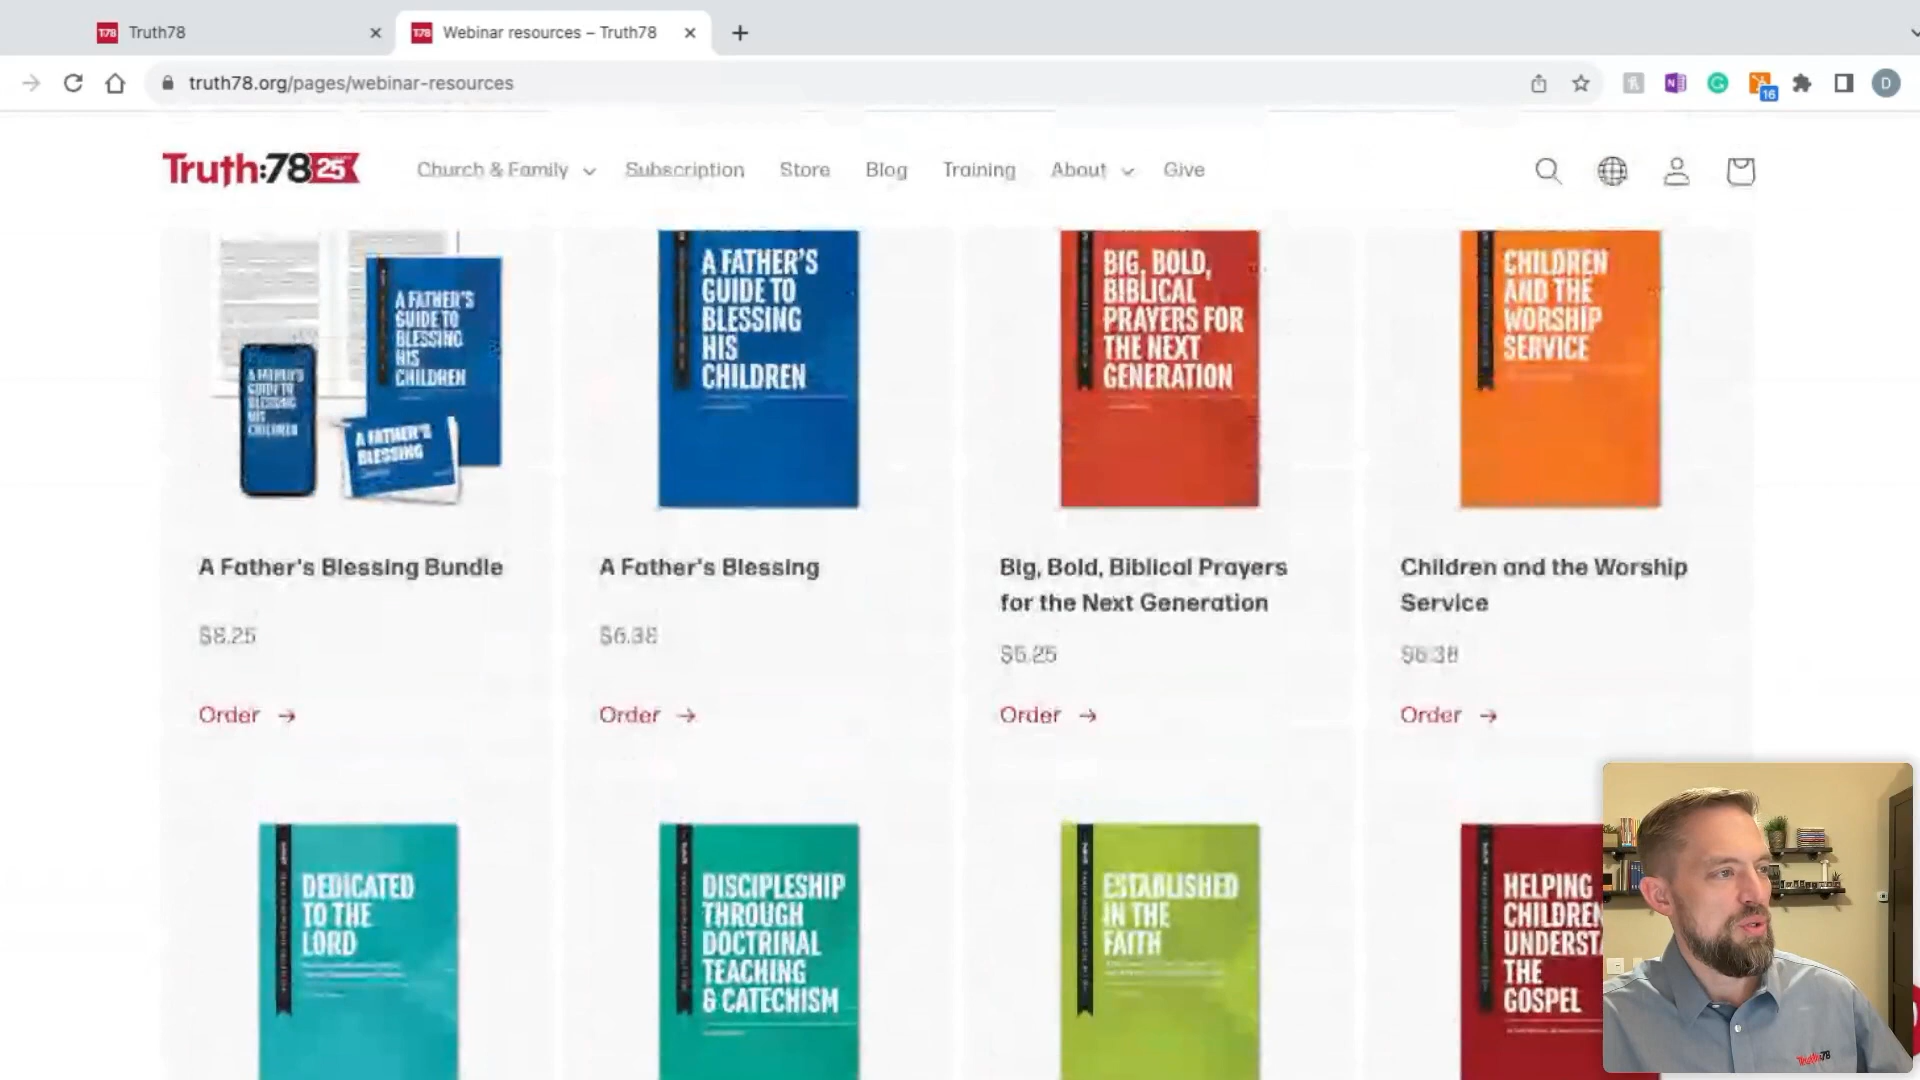 Truth78
Webinar resources – Truth78
truth78.org/pages/webinar-resources
16
D
Truth:78 25
Church & Family
Subscription
Store
Blog
Training
About
Give
A FATHER'S
GUIDE TO
BLESSING
HIS
CHILDREN
A FATHER'S
GUIDE TO
BLESSING
HIS
CHILDREN
A FATHER'S
BLESSING
A FATHER'S
GUIDE TO
BLESSING
HIS
CHILDREN
BIG, BOLD,
BIBLICAL
PRAYERS FOR
THE NEXT
GENERATION
CHILDREN
AND THE
WORSHIP
SERVICE
A Father's Blessing Bundle
$8.25
Order →
A Father's Blessing
$6.38
Order →
Big, Bold, Biblical Prayers
for the Next Generation
$5.25
Order →
Children and the Worship
Service
$6.38
Order →
DEDICATED
TO THE
LORD
DISCIPLESHIP
THROUGH
DOCTRINAL
TEACHING
& CATECHISM
ESTABLISHED
IN THE
FAITH
HELPING
CHILDREN
UNDERST
THE
GOSPEL
Truth:78